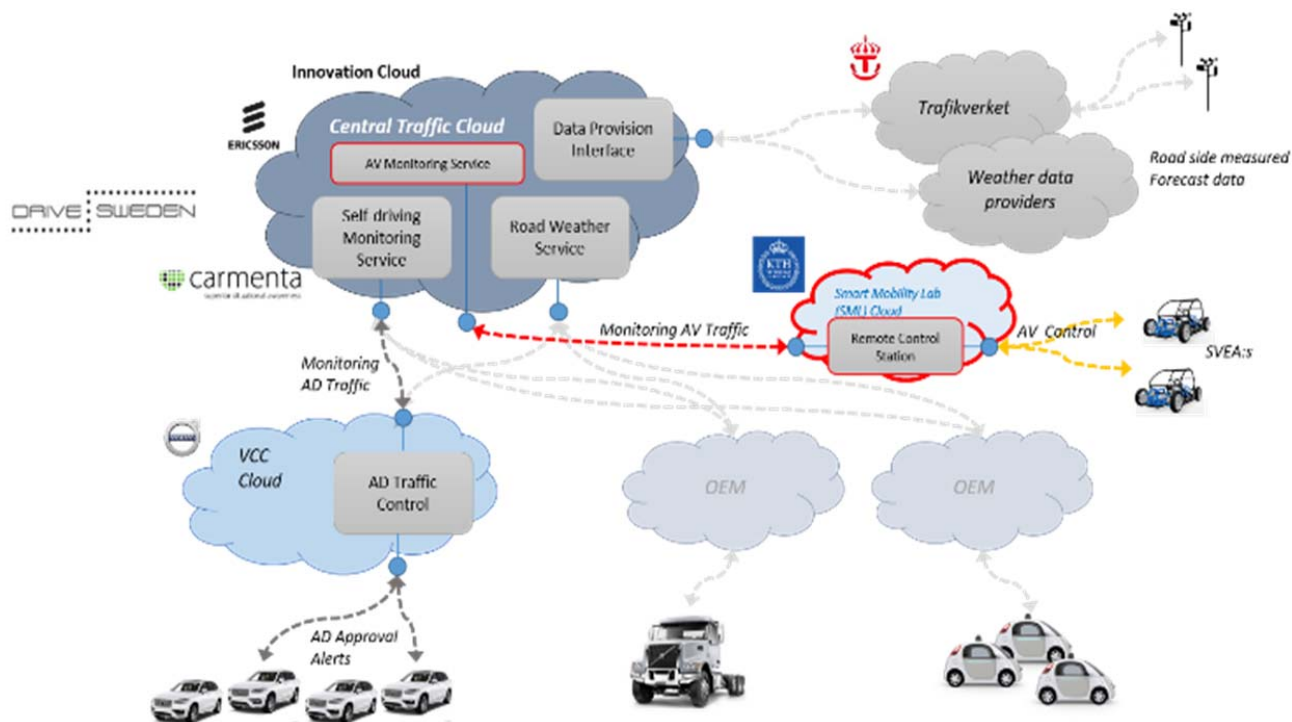 Innovation Cloud
ERICSSON
Central Traffic Cloud
AV Monitoring Service
Data Provision
Interface
Self-driving
Monitoring
Service
Road Weather
Service
DRIVE SWEDEN
carmenta
Trafikverket
Weather data
providers
Road side measured
Forecast data
KTH
Smart Mobility Lab
(SML) Cloud
Remote Control
Station
Monitoring AV Traffic
AV Control
SVEA:s
Monitoring
AD Traffic
VCC
Cloud
AD Traffic
Control
OEM
OEM
AD Approval
Alerts